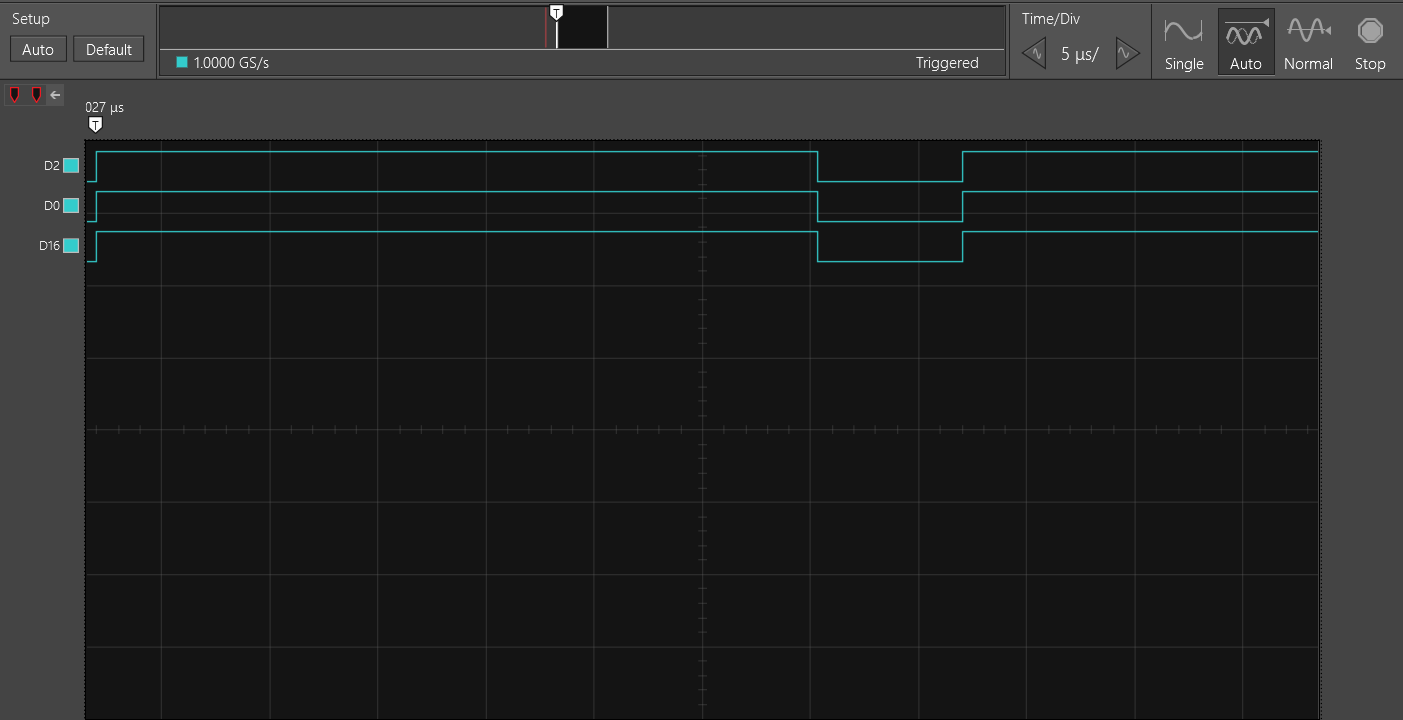 Setup
Auto
Default
T
1.0000 GS/s
Triggered
Time/Div
5 µs/
Single
Auto
Normal
Stop
027 µs
T
D2
D0
D16